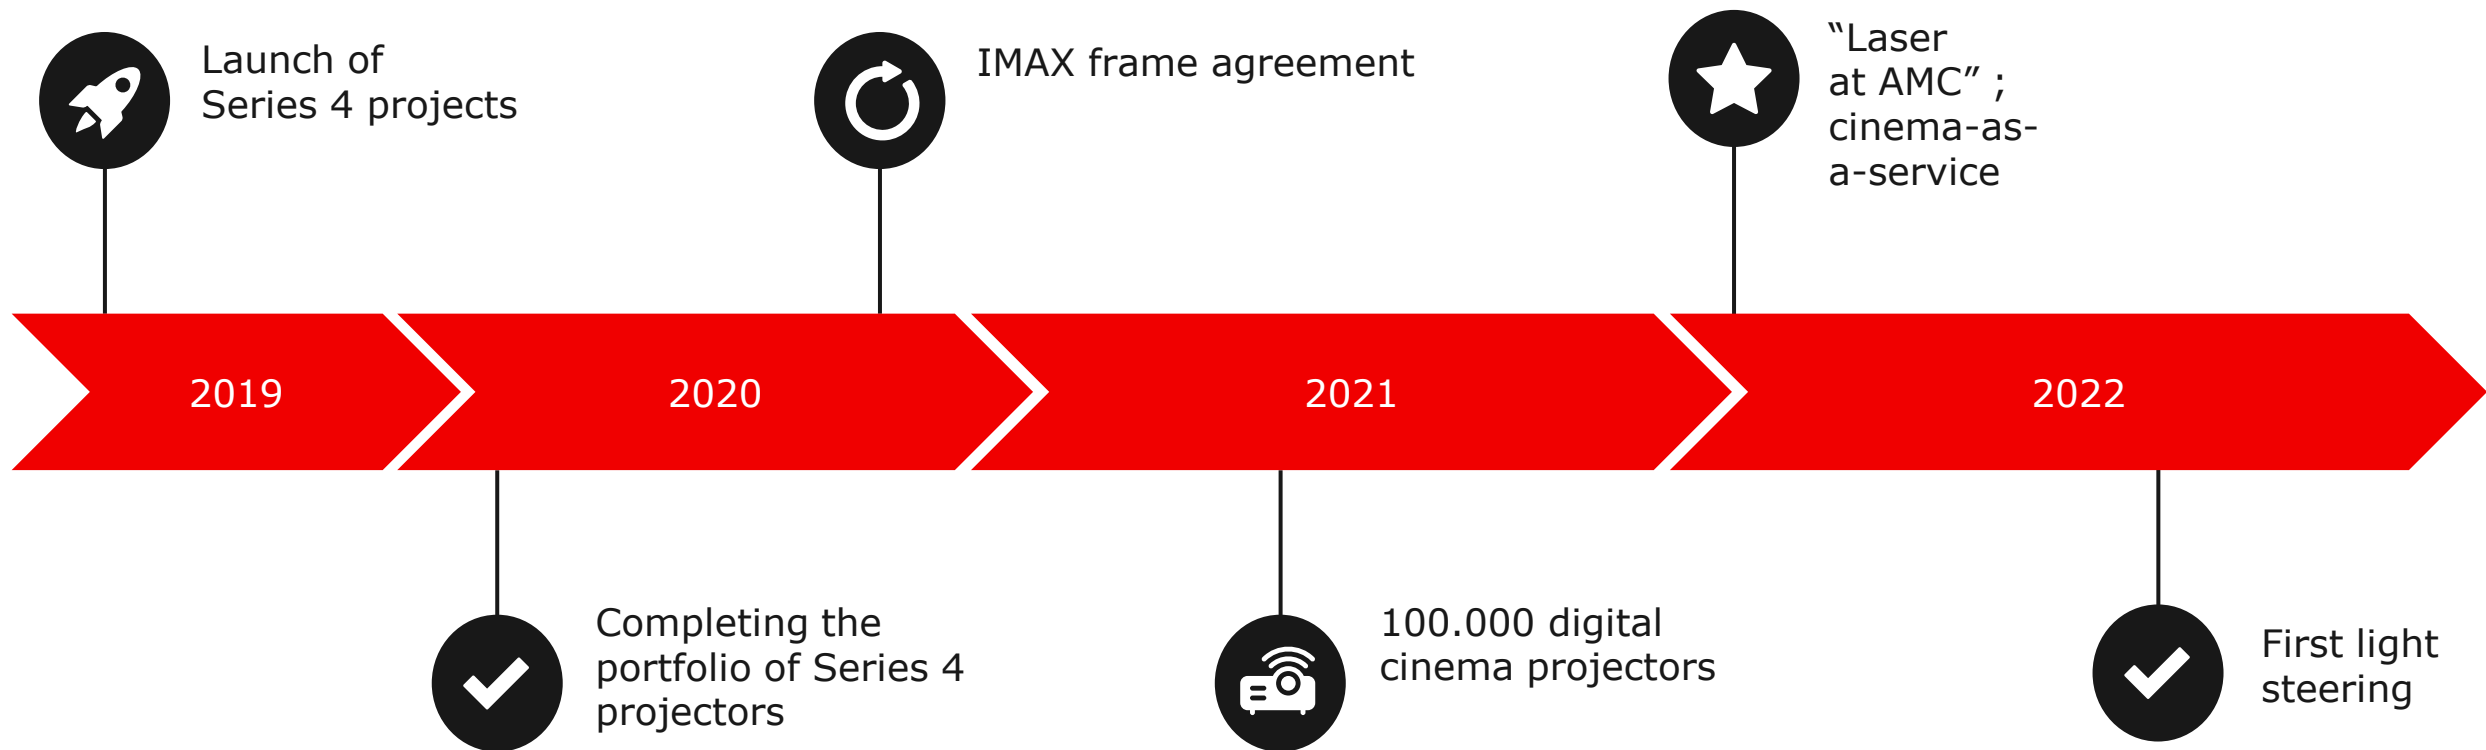 Launch of
Series 4 projects
IMAX frame agreement
“Laser
at AMC” ;
cinema-as-
a-service
2019
2020
2021
2022
Completing the
portfolio of Series 4
projectors
100.000 digital
cinema projectors
First light
steering